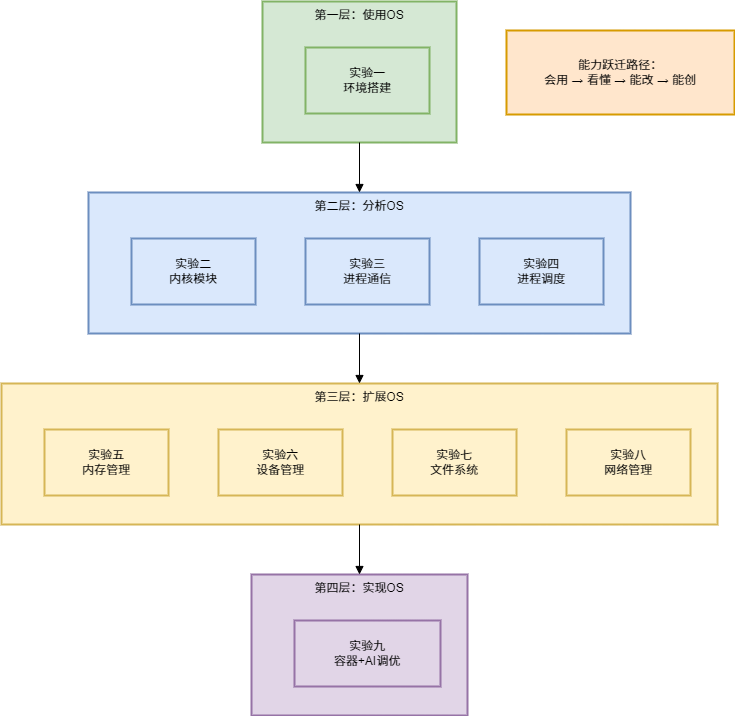 第一层：使用OS
实验一
环境搭建
能力跃迁路径：
会用 → 看懂 → 能改 → 能创
第二层：分析OS
实验二
内核模块
实验三
进程通信
实验四
进程调度
第三层：扩展OS
实验五
内存管理
实验六
设备管理
实验七
文件系统
实验八
网络管理
第四层：实现OS
实验九
容器+AI调优